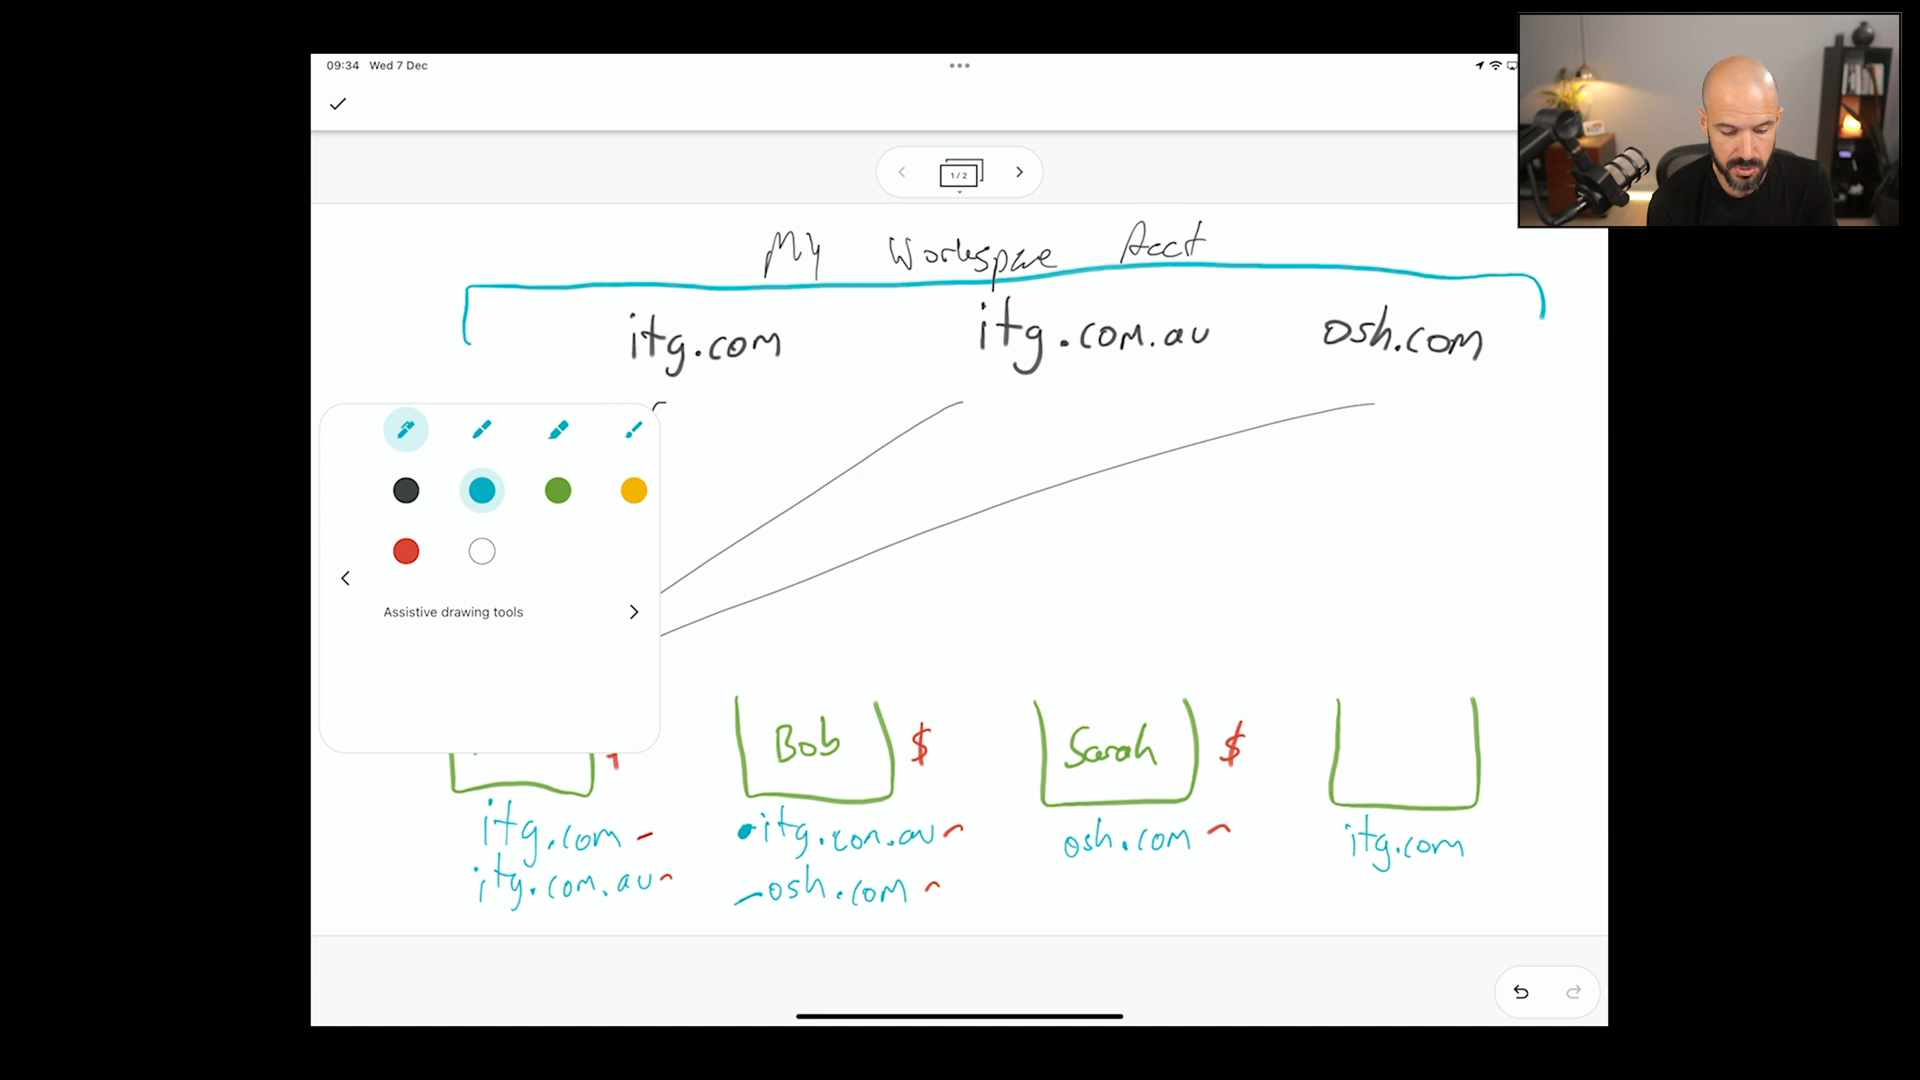 09:34 Wed 7 Dec
1/2
My Workspace Acct
itg.com itg.com.au osh.com
Assistive drawing tools
Bob $ Sarah $
itg.com itg.con.au osh.com itg.com
itg.com.au osh.com